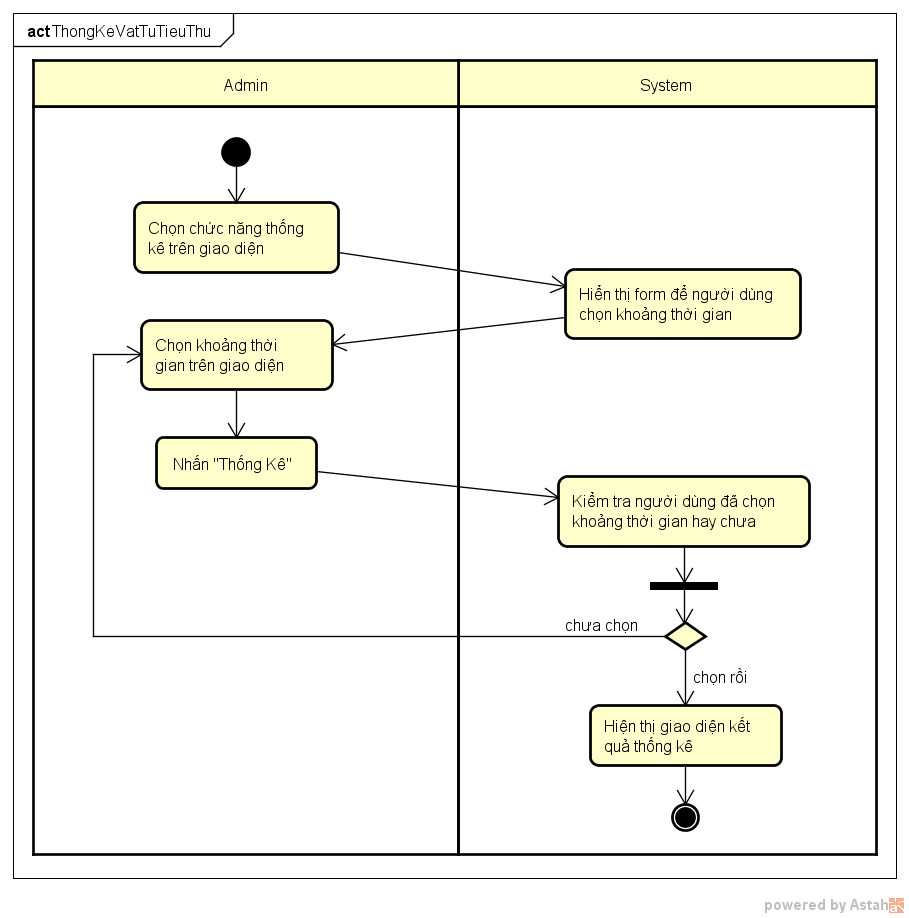 act ThongKeVatTuTieuThu
Admin
System
Chọn chức năng thống
kê trên giao diện
Hiển thị form để người dùng
chọn khoảng thời gian
Chọn khoảng thời
gian trên giao diện
Nhấn "Thống Kê"
Kiểm tra người dùng đã chọn
khoảng thời gian hay chưa
chưa chọn
chọn rồi
Hiện thị giao diện kết
quả thống kê
powered by Astah